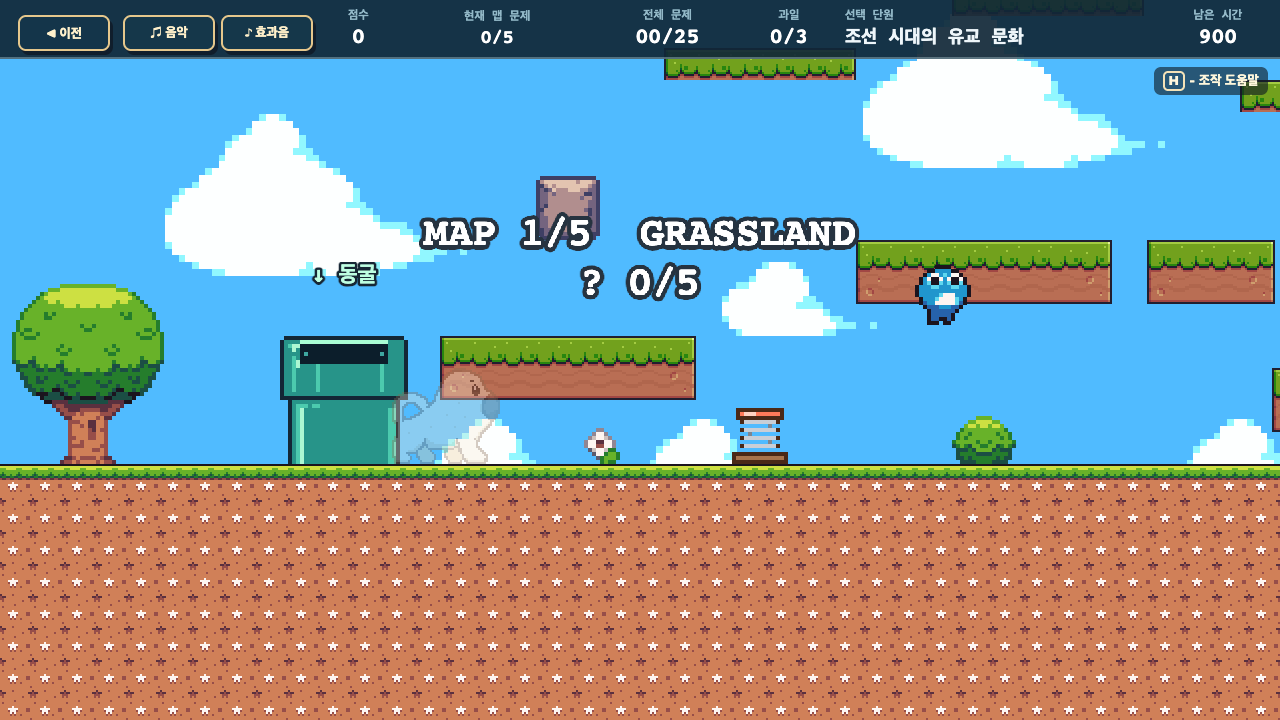 ◀ 이전
♫ 음악
♪ 효과음
점수
0
현재 맵 문제
0/5
전체 문제
00/25
과일
0/3
선택 단원
조선 시대의 유교 문화
남은 시간
900
H - 조작 도움말
MAP 1/5 GRASSLAND
? 0/5
↓ 동굴